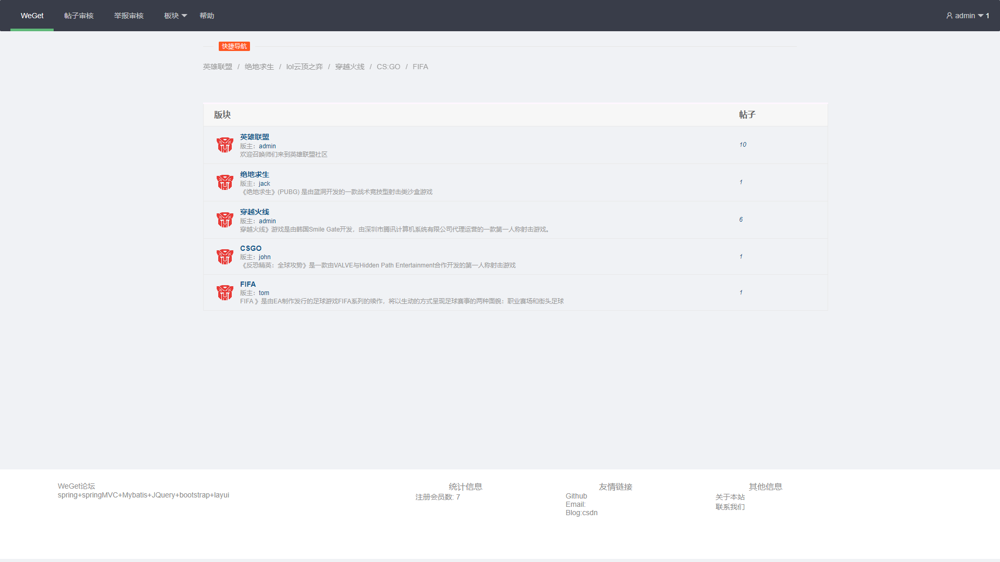 WeGet 帖子审核 举报审核 板块 帮助 admin 1
快捷导航
英雄联盟 / 绝地求生 / lol云顶之弈 / 穿越火线 / CS:GO / FIFA
版块 帖子
英雄联盟
版主：admin
欢迎召唤师们来到英雄联盟社区
10
绝地求生
版主：jack
《绝地求生》(PUBG) 是由蓝洞开发的一款战术竞技型射击类沙盒游戏
1
穿越火线
版主：admin
穿越火线》游戏是由韩国Smile Gate开发，由深圳市腾讯计算机系统有限公司代理运营的一款第一人称射击游戏。
6
CSGO
版主：john
《反恐精英：全球攻势》是一款由VALVE与Hidden Path Entertainment合作开发的第一人称射击游戏
1
FIFA
版主：tom
FIFA 》是由EA制作发行的足球游戏FIFA系列的续作，将以生动的方式呈现足球赛事的两种面貌：职业赛场和街头足球
1
WeGet论坛
spring+springMVC+Mybatis+JQuery+bootstrap+layui
统计信息
注册会员数: 7
友情链接
Github
Email:
Blog:csdn
其他信息
关于本站
联系我们